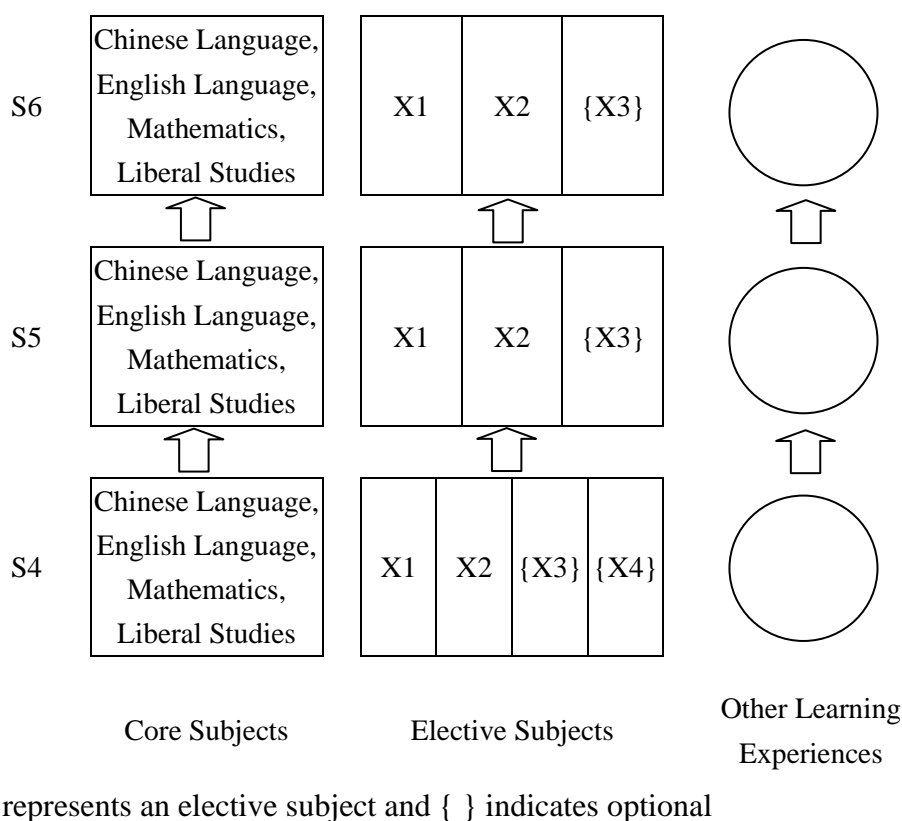 S6
Chinese Language,
English Language,
Mathematics,
Liberal Studies
X1 X2 {X3}
S5
Chinese Language,
English Language,
Mathematics,
Liberal Studies
X1 X2 {X3}
S4
Chinese Language,
English Language,
Mathematics,
Liberal Studies
X1 X2 {X3} {X4}
Core Subjects
Elective Subjects
Other Learning
Experiences
represents an elective subject and { } indicates optional